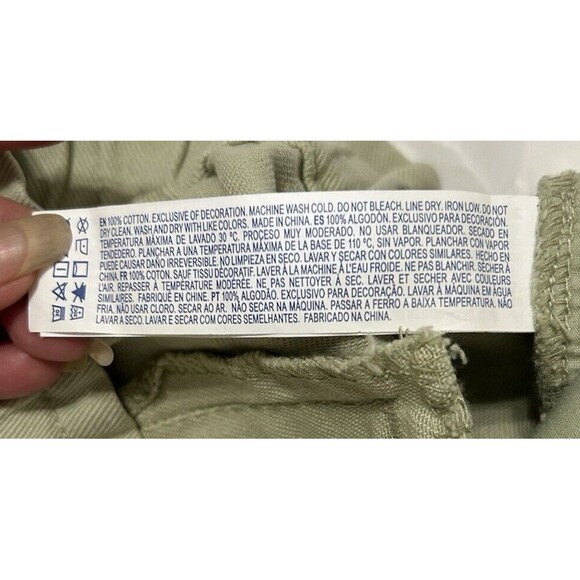 EN 100% COTTON. EXCLUSIVE OF DECORATION. MACHINE WASH COLD. DO NOT BLEACH. LINE DRY. IRON LOW. DO NOT
DRY CLEAN. WASH AND DRY WITH LIKE COLORS. MADE IN CHINA. ES 100% ALGODÓN. EXCLUSIVO PARA DECORACIÓN.
TEMPERATURA MÁXIMA DE LAVADO 30 ºC. PROCESO MUY MODERADO. NO USAR BLANQUEADOR. SECADO EN
TENDEDERO. PLANCHAR A UNA TEMPERATURA MÁXIMA DE LA BASE DE 110 ºC, SIN VAPOR. PLANCHAR CON VAPOR
PUEDE CAUSAR DAÑO IRREVERSIBLE. NO LIMPIEZA EN SECO. LAVAR Y SECAR CON COLORES SIMILARES. HECHO EN
CHINA. FR 100% COTON. SAUF TISSU DÉCORATIF. LAVER À LA MACHINE À L'EAU FROIDE. NE PAS BLANCHIR. SÉCHER À
L'AIR. REPASSER À TEMPÉRATURE MODÉRÉE. NE PAS NETTOYER À SEC. LAVER ET SÉCHER AVEC COULEURS
SIMILAIRES. FABRIQUÉ EN CHINE. PT 100% ALGODÃO. EXCLUSIVO PARA DECORAÇÃO. LAVAR À MÁQUINA EM ÁGUA
FRIA. NÃO USAR CLORO. SECAR AO AR. NÃO SECAR NA MÁQUINA. PASSAR A FERRO A BAIXA TEMPERATURA. NÃO
LAVAR A SECO. LAVAR E SECAR COM CORES SEMELHANTES. FABRICADO NA CHINA.